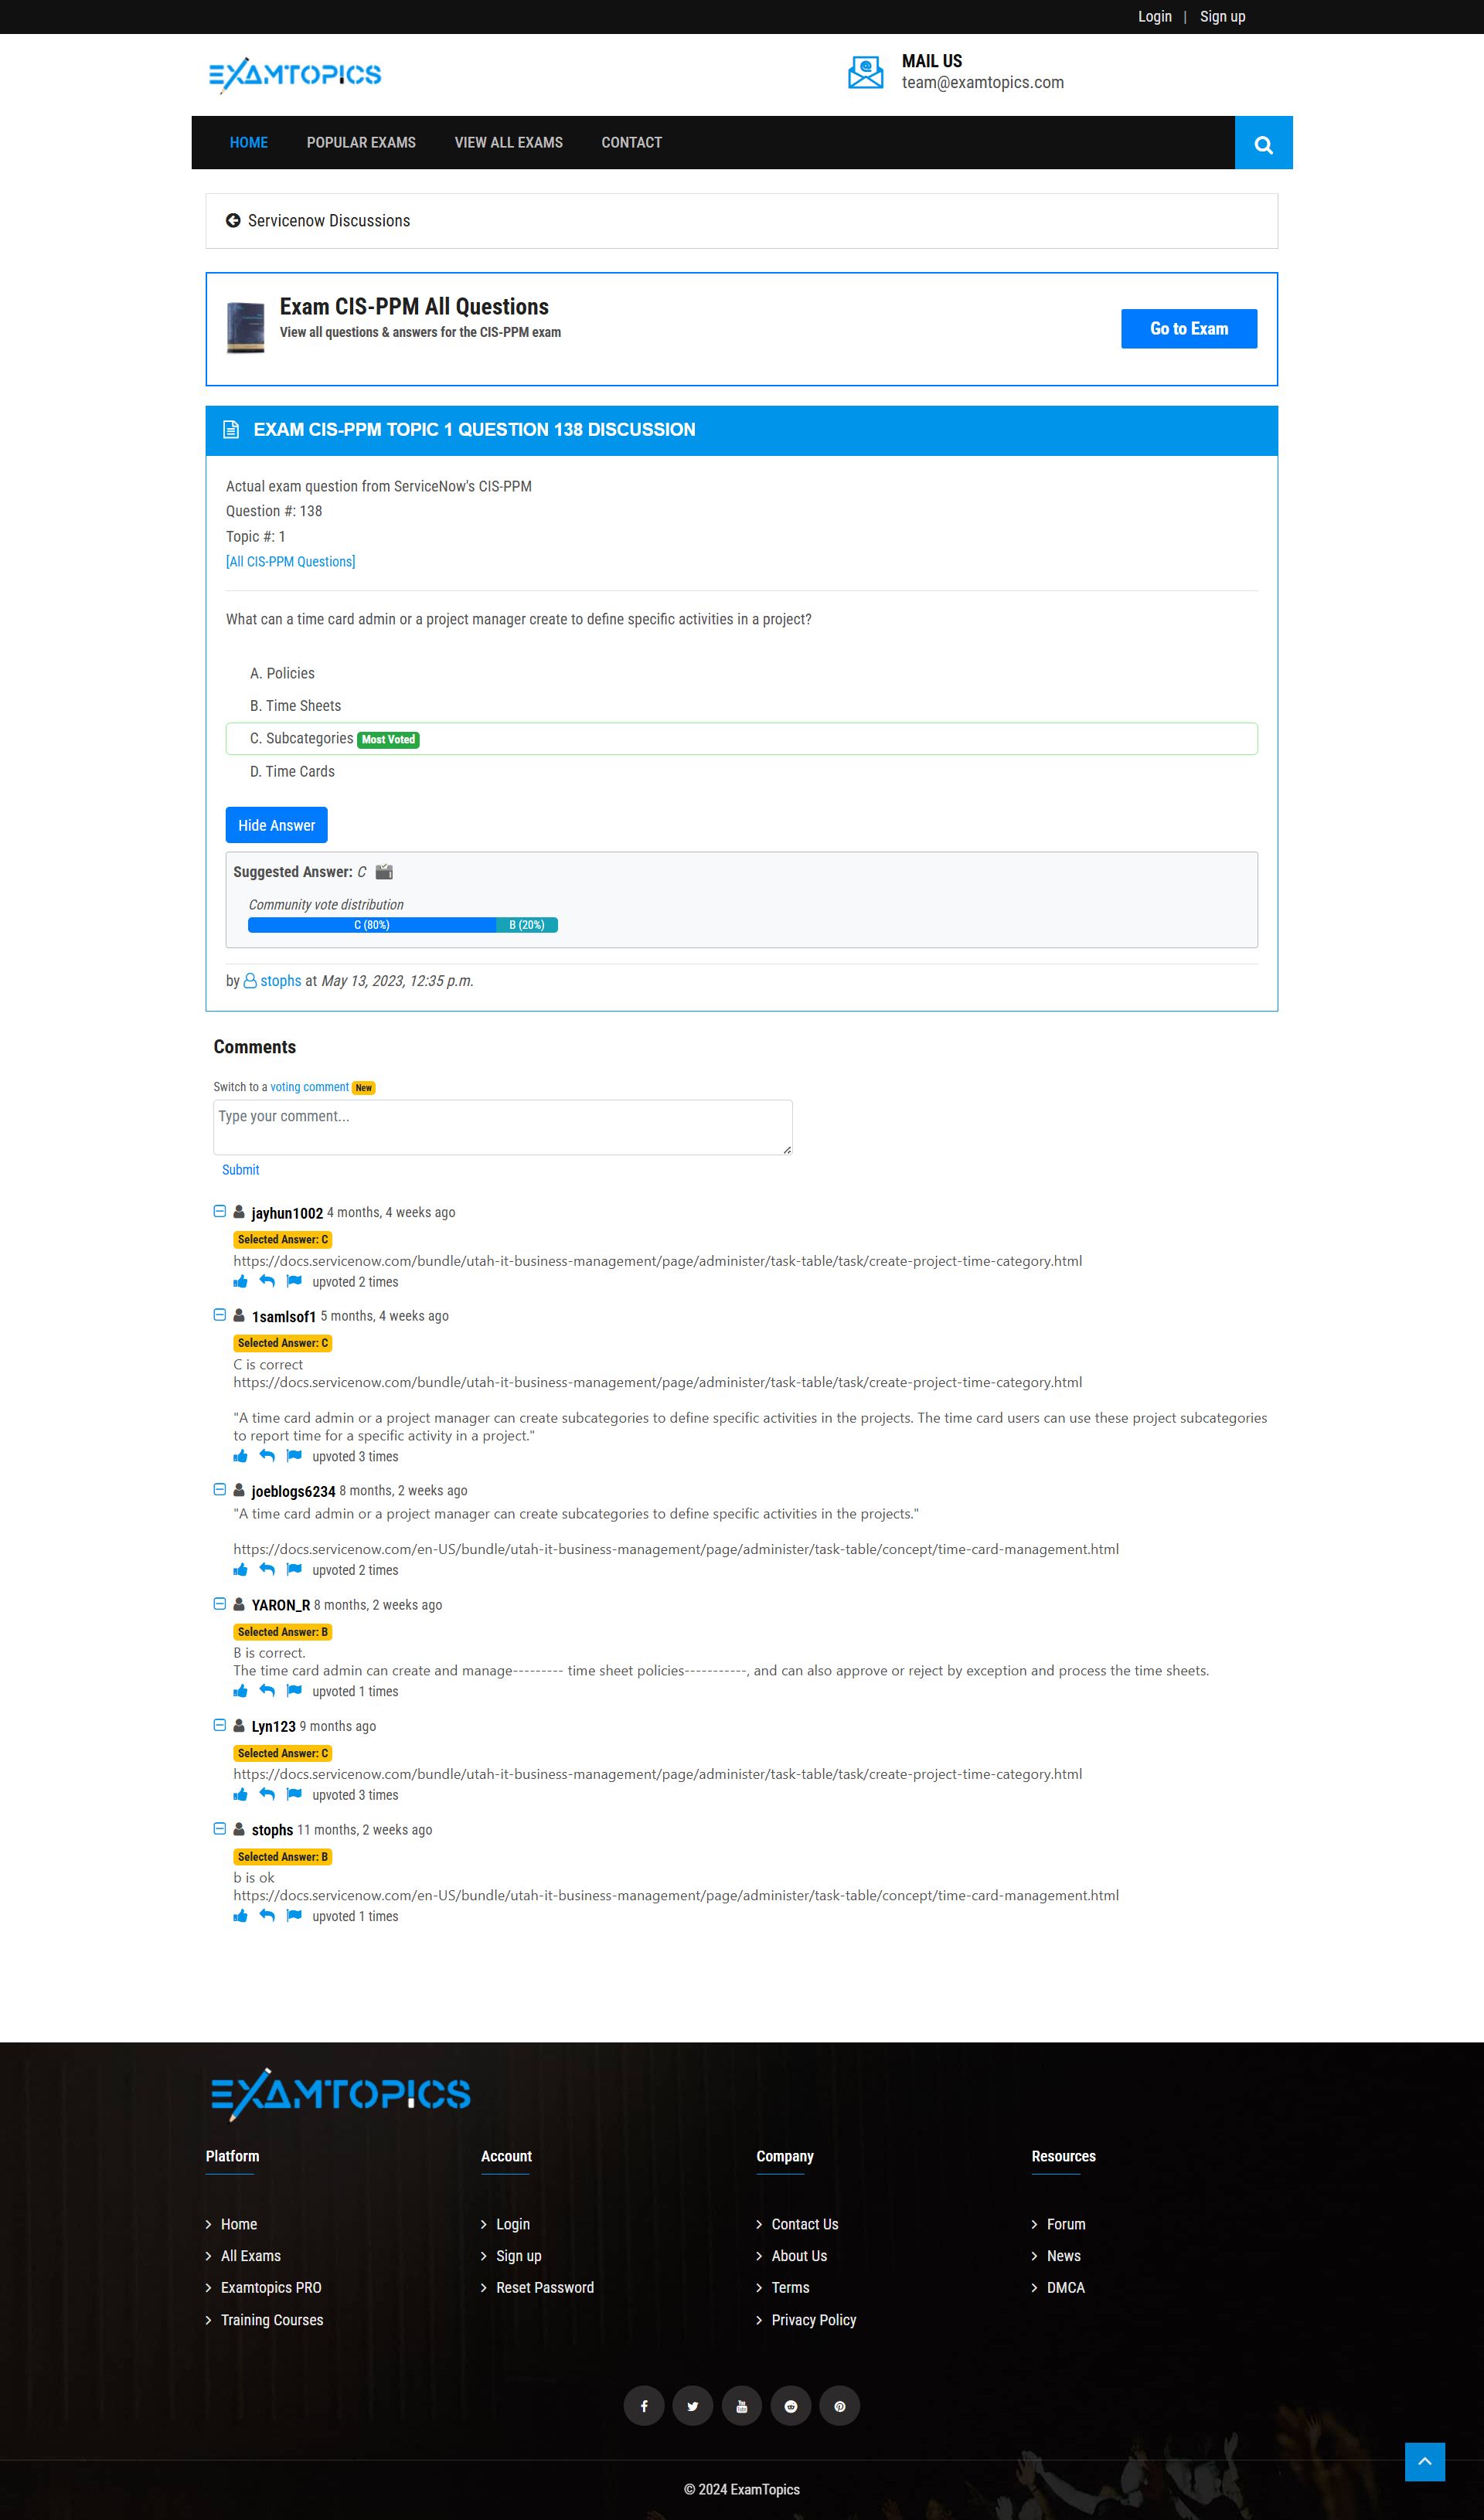 Login | Sign up
EXAMTOPICS
MAIL US
team@examtopics.com
HOME POPULAR EXAMS VIEW ALL EXAMS CONTACT
Servicenow Discussions
Exam CIS-PPM All Questions
View all questions & answers for the CIS-PPM exam
Go to Exam
EXAM CIS-PPM TOPIC 1 QUESTION 138 DISCUSSION
Actual exam question from ServiceNow's CIS-PPM
Question #: 138
Topic #: 1
[All CIS-PPM Questions]
What can a time card admin or a project manager create to define specific activities in a project?
A. Policies
B. Time Sheets
C. Subcategories Most Voted
D. Time Cards
Hide Answer
Suggested Answer: C
Community vote distribution
C (80%) B (20%)
by stophs at May 13, 2023, 12:35 p.m.
Comments
Switch to a voting comment New
Type your comment...
Submit
jayhun1002 4 months, 4 weeks ago
Selected Answer: C
https://docs.servicenow.com/bundle/utah-it-business-management/page/administer/task-table/task/create-project-time-category.html
upvoted 2 times
1samlsof1 5 months, 4 weeks ago
Selected Answer: C
C is correct
https://docs.servicenow.com/bundle/utah-it-business-management/page/administer/task-table/task/create-project-time-category.html
"A time card admin or a project manager can create subcategories to define specific activities in the projects. The time card users can use these project subcategories
to report time for a specific activity in a project."
upvoted 3 times
joeblogs6234 8 months, 2 weeks ago
"A time card admin or a project manager can create subcategories to define specific activities in the projects."
https://docs.servicenow.com/en-US/bundle/utah-it-business-management/page/administer/task-table/concept/time-card-management.html
upvoted 2 times
YARON_R 8 months, 2 weeks ago
Selected Answer: B
B is correct.
The time card admin can create and manage--------- time sheet policies-----------, and can also approve or reject by exception and process the time sheets.
upvoted 1 times
Lyn123 9 months ago
Selected Answer: C
https://docs.servicenow.com/bundle/utah-it-business-management/page/administer/task-table/task/create-project-time-category.html
upvoted 3 times
stophs 11 months, 2 weeks ago
Selected Answer: B
b is ok
https://docs.servicenow.com/en-US/bundle/utah-it-business-management/page/administer/task-table/concept/time-card-management.html
upvoted 1 times
EXAMTOPICS
Platform
Home
All Exams
Examtopics PRO
Training Courses
Account
Login
Sign up
Reset Password
Company
Contact Us
About Us
Terms
Privacy Policy
Resources
Forum
News
DMCA
© 2024 ExamTopics